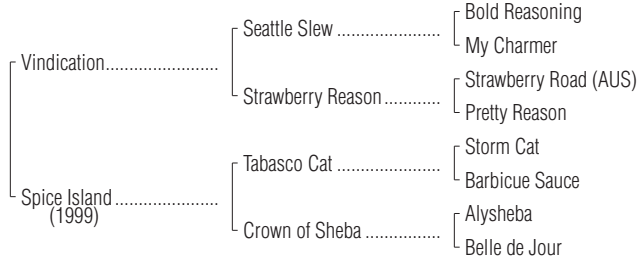 Bold Reasoning
Seattle Slew ......................
My Charmer
Vindication........................
Strawberry Road (AUS)
Strawberry Reason ............
Pretty Reason
Storm Cat
Tabasco Cat ......................
Barbicue Sauce
Spice Island ......................
(1999)
Alysheba
Crown of Sheba ................
Belle de Jour